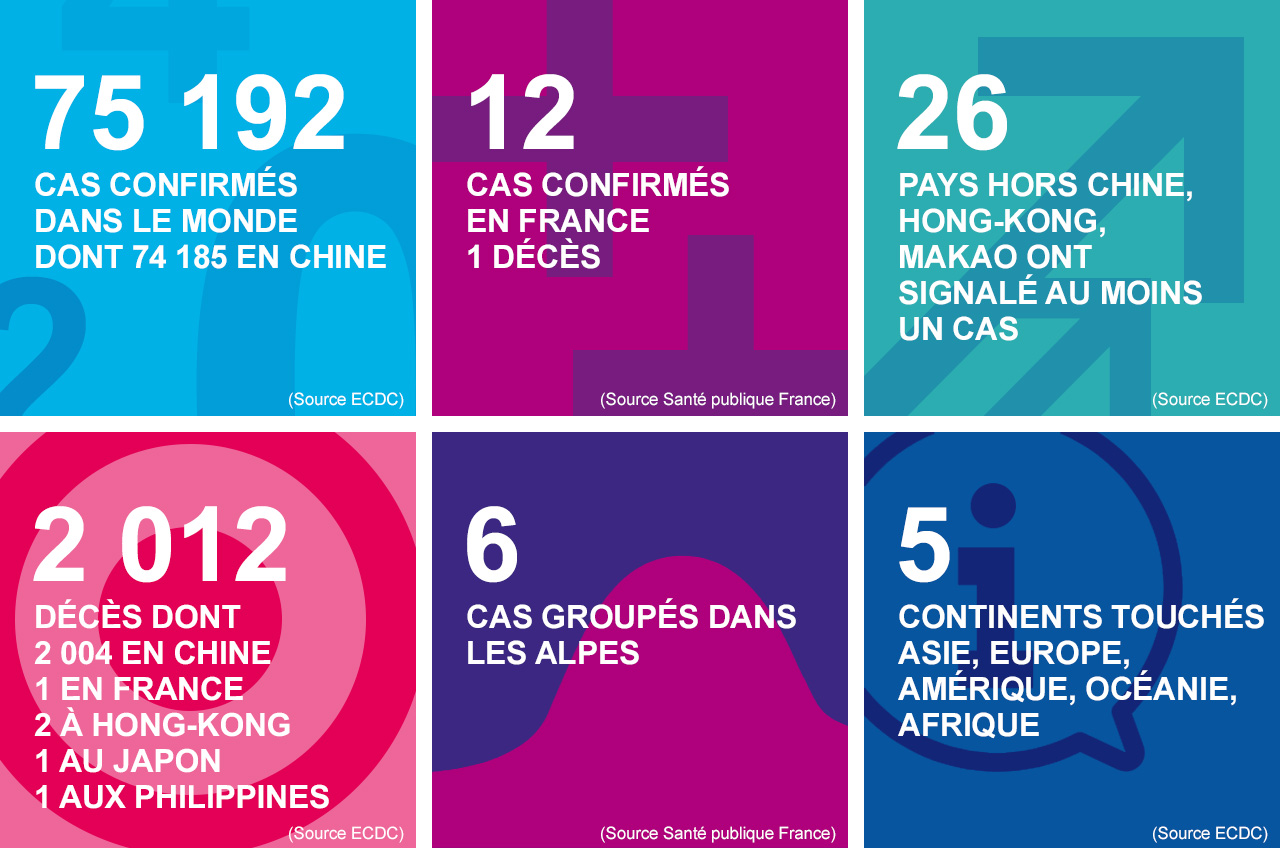 75 192
CAS CONFIRMÉS
DANS LE MONDE
DONT 74 185 EN CHINE
(Source ECDC)
12
CAS CONFIRMÉS
EN FRANCE
1 DÉCÈS
(Source Santé publique France)
26
PAYS HORS CHINE,
HONG-KONG,
MAKAO ONT
SIGNALÉ AU MOINS
UN CAS
(Source ECDC)
2 012
DÉCÈS DONT
2 004 EN CHINE
1 EN FRANCE
2 À HONG-KONG
1 AU JAPON
1 AUX PHILIPPINES
(Source ECDC)
6
CAS GROUPÉS DANS
LES ALPES
(Source Santé publique France)
5
CONTINENTS TOUCHÉS
ASIE, EUROPE,
AMÉRIQUE, OCÉANIE,
AFRIQUE
(Source ECDC)